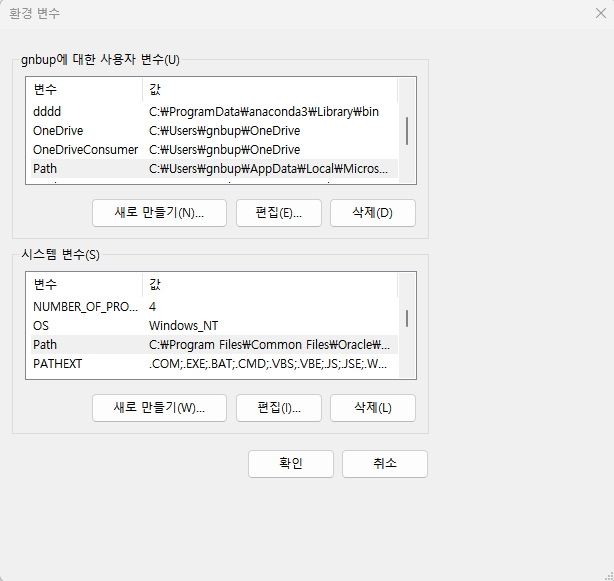 환경 변수
gnbup에 대한 사용자 변수(U)
변수 값
dddd C:₩ProgramData₩anaconda3₩Library₩bin
OneDrive C:₩Users₩gnbup₩OneDrive
OneDriveConsumer C:₩Users₩gnbup₩OneDrive
Path C:₩Users₩gnbup₩AppData₩Local₩Micros...
새로 만들기(N)... 편집(E)... 삭제(D)
시스템 변수(S)
변수 값
NUMBER_OF_PRO... 4
OS Windows_NT
Path C:₩Program Files₩Common Files₩Oracle₩...
PATHEXT .COM;.EXE;.BAT;.CMD;.VBS;.VBE;.JS;.JSE;.W...
새로 만들기(W)... 편집(I)... 삭제(L)
확인 취소